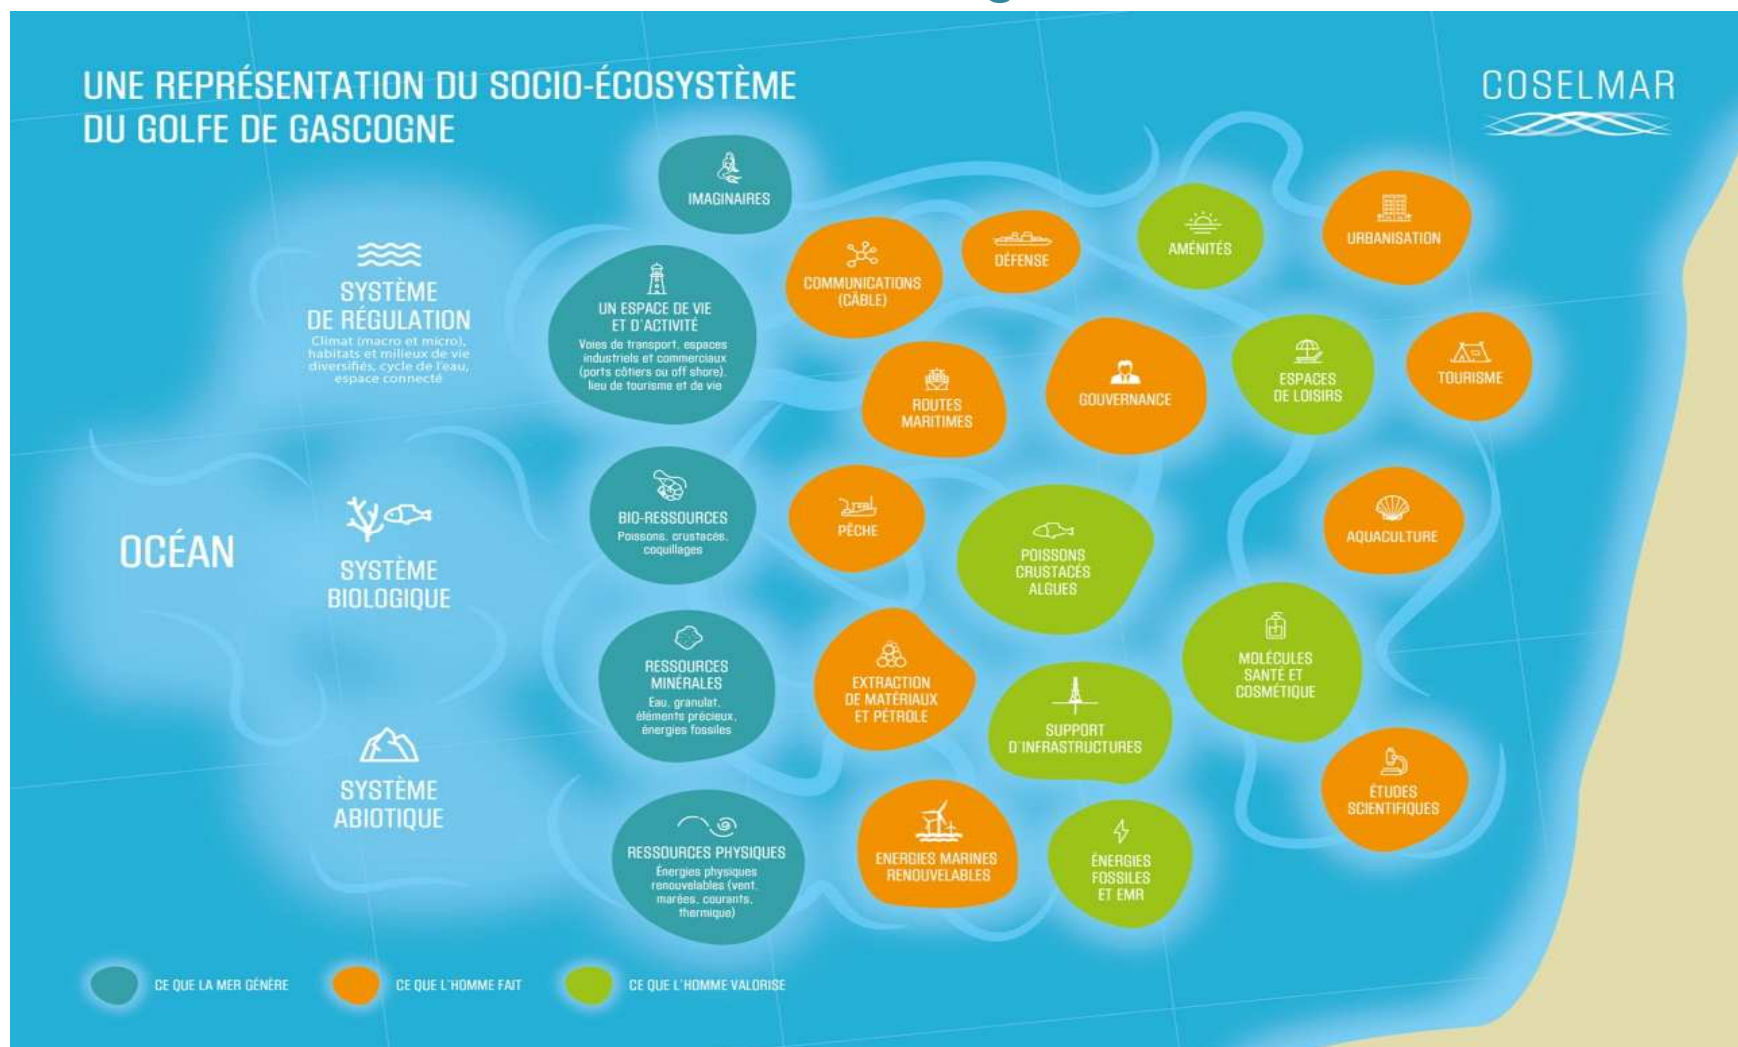 UNE REPRÉSENTATION DU SOCIO-ÉCOSYSTÈME
DU GOLFE DE GASCOGNE
COSELMAR
IMAGINAIRES
SYSTÈME
DE RÉGULATION
Climat (macro et micro),
habitats et milieux de vie
diversifiés, cycle de l'eau,
espace connecté
UN ESPACE DE VIE
ET D'ACTIVITÉ
Voies de transport, espaces
industriels et commerciaux
(ports côtiers ou off shore),
lieu de tourisme et de vie
COMMUNICATIONS
(CÂBLE)
DÉFENSE
AMÉNITÉS
URBANISATION
ROUTES
MARITIMES
GOUVERNANCE
ESPACES
DE LOISIRS
TOURISME
OCÉAN
SYSTÈME
BIOLOGIQUE
BIO-RESSOURCES
Poissons, crustacés,
coquillages
PÊCHE
POISSONS
CRUSTACÉS
ALGUES
AQUACULTURE
RESSOURCES
MINÉRALES
Eau, granulat,
éléments précieux,
énergies fossiles
EXTRACTION
DE MATÉRIAUX
ET PÉTROLE
SUPPORT
D'INFRASTRUCTURES
MOLÉCULES
SANTÉ ET
COSMÉTIQUE
SYSTÈME
ABIOTIQUE
RESSOURCES PHYSIQUES
Énergies physiques
renouvelables (vent,
marées, courants,
thermique)
ENERGIES MARINES
RENOUVELABLES
ÉNERGIES
FOSSILES
ET EMR
ÉTUDES
SCIENTIFIQUES
CE QUE LA MER GÉNÈRE
CE QUE L'HOMME FAIT
CE QUE L'HOMME VALORISE